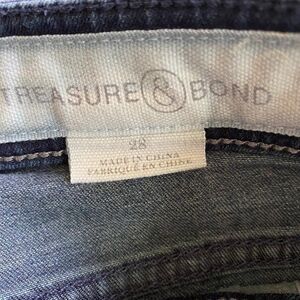 TREASURE & BOND
28
MADE IN CHINA
FABRIQUÉ EN CHINE